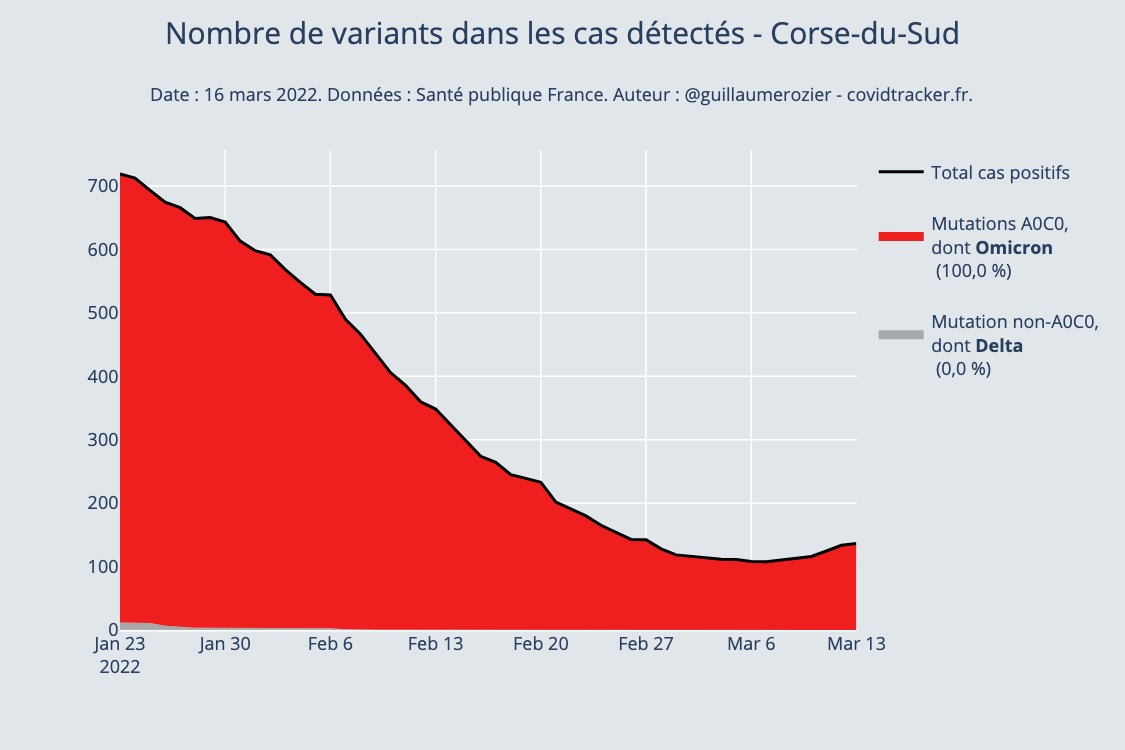 Nombre de variants dans les cas détectés - Corse-du-Sud
Date : 16 mars 2022. Données : Santé publique France. Auteur : @guillaumerozier - covidtracker.fr.
Total cas positifs
Mutations A0C0,
dont Omicron
(100,0 %)
Mutation non-A0C0,
dont Delta
(0,0 %)
700
600
500
400
300
200
100
0
Jan 23
2022
Jan 30
Feb 6
Feb 13
Feb 20
Feb 27
Mar 6
Mar 13